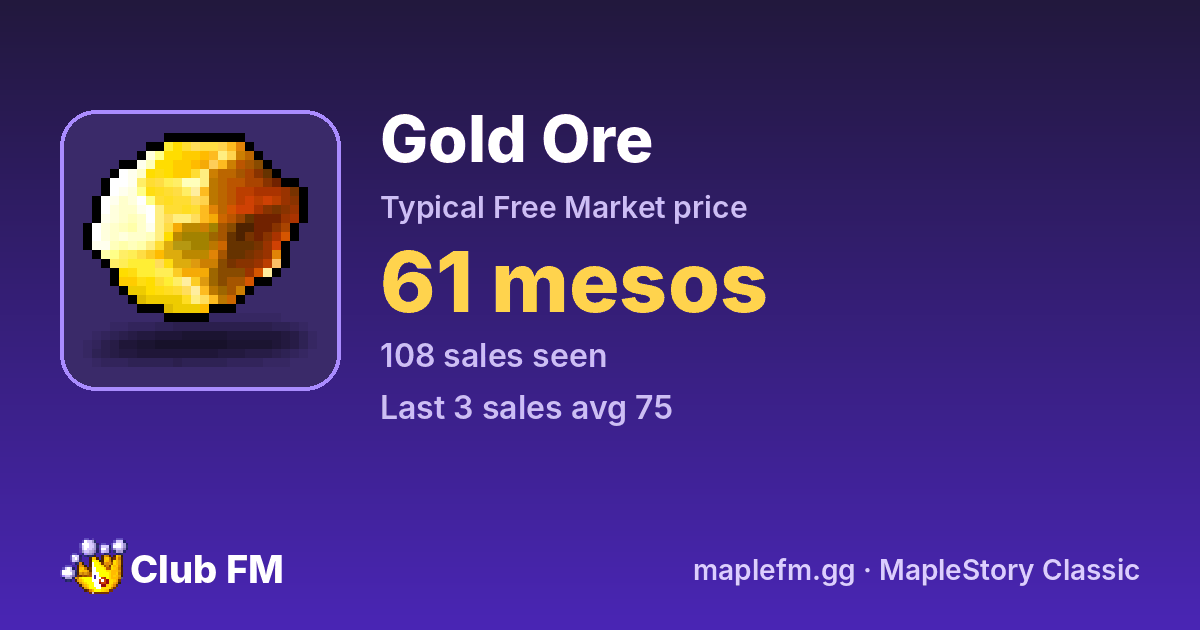 Gold Ore
Typical Free Market price
61 mesos
108 sales seen
Last 3 sales avg 75
Club FM
maplefm.gg · MapleStory Classic